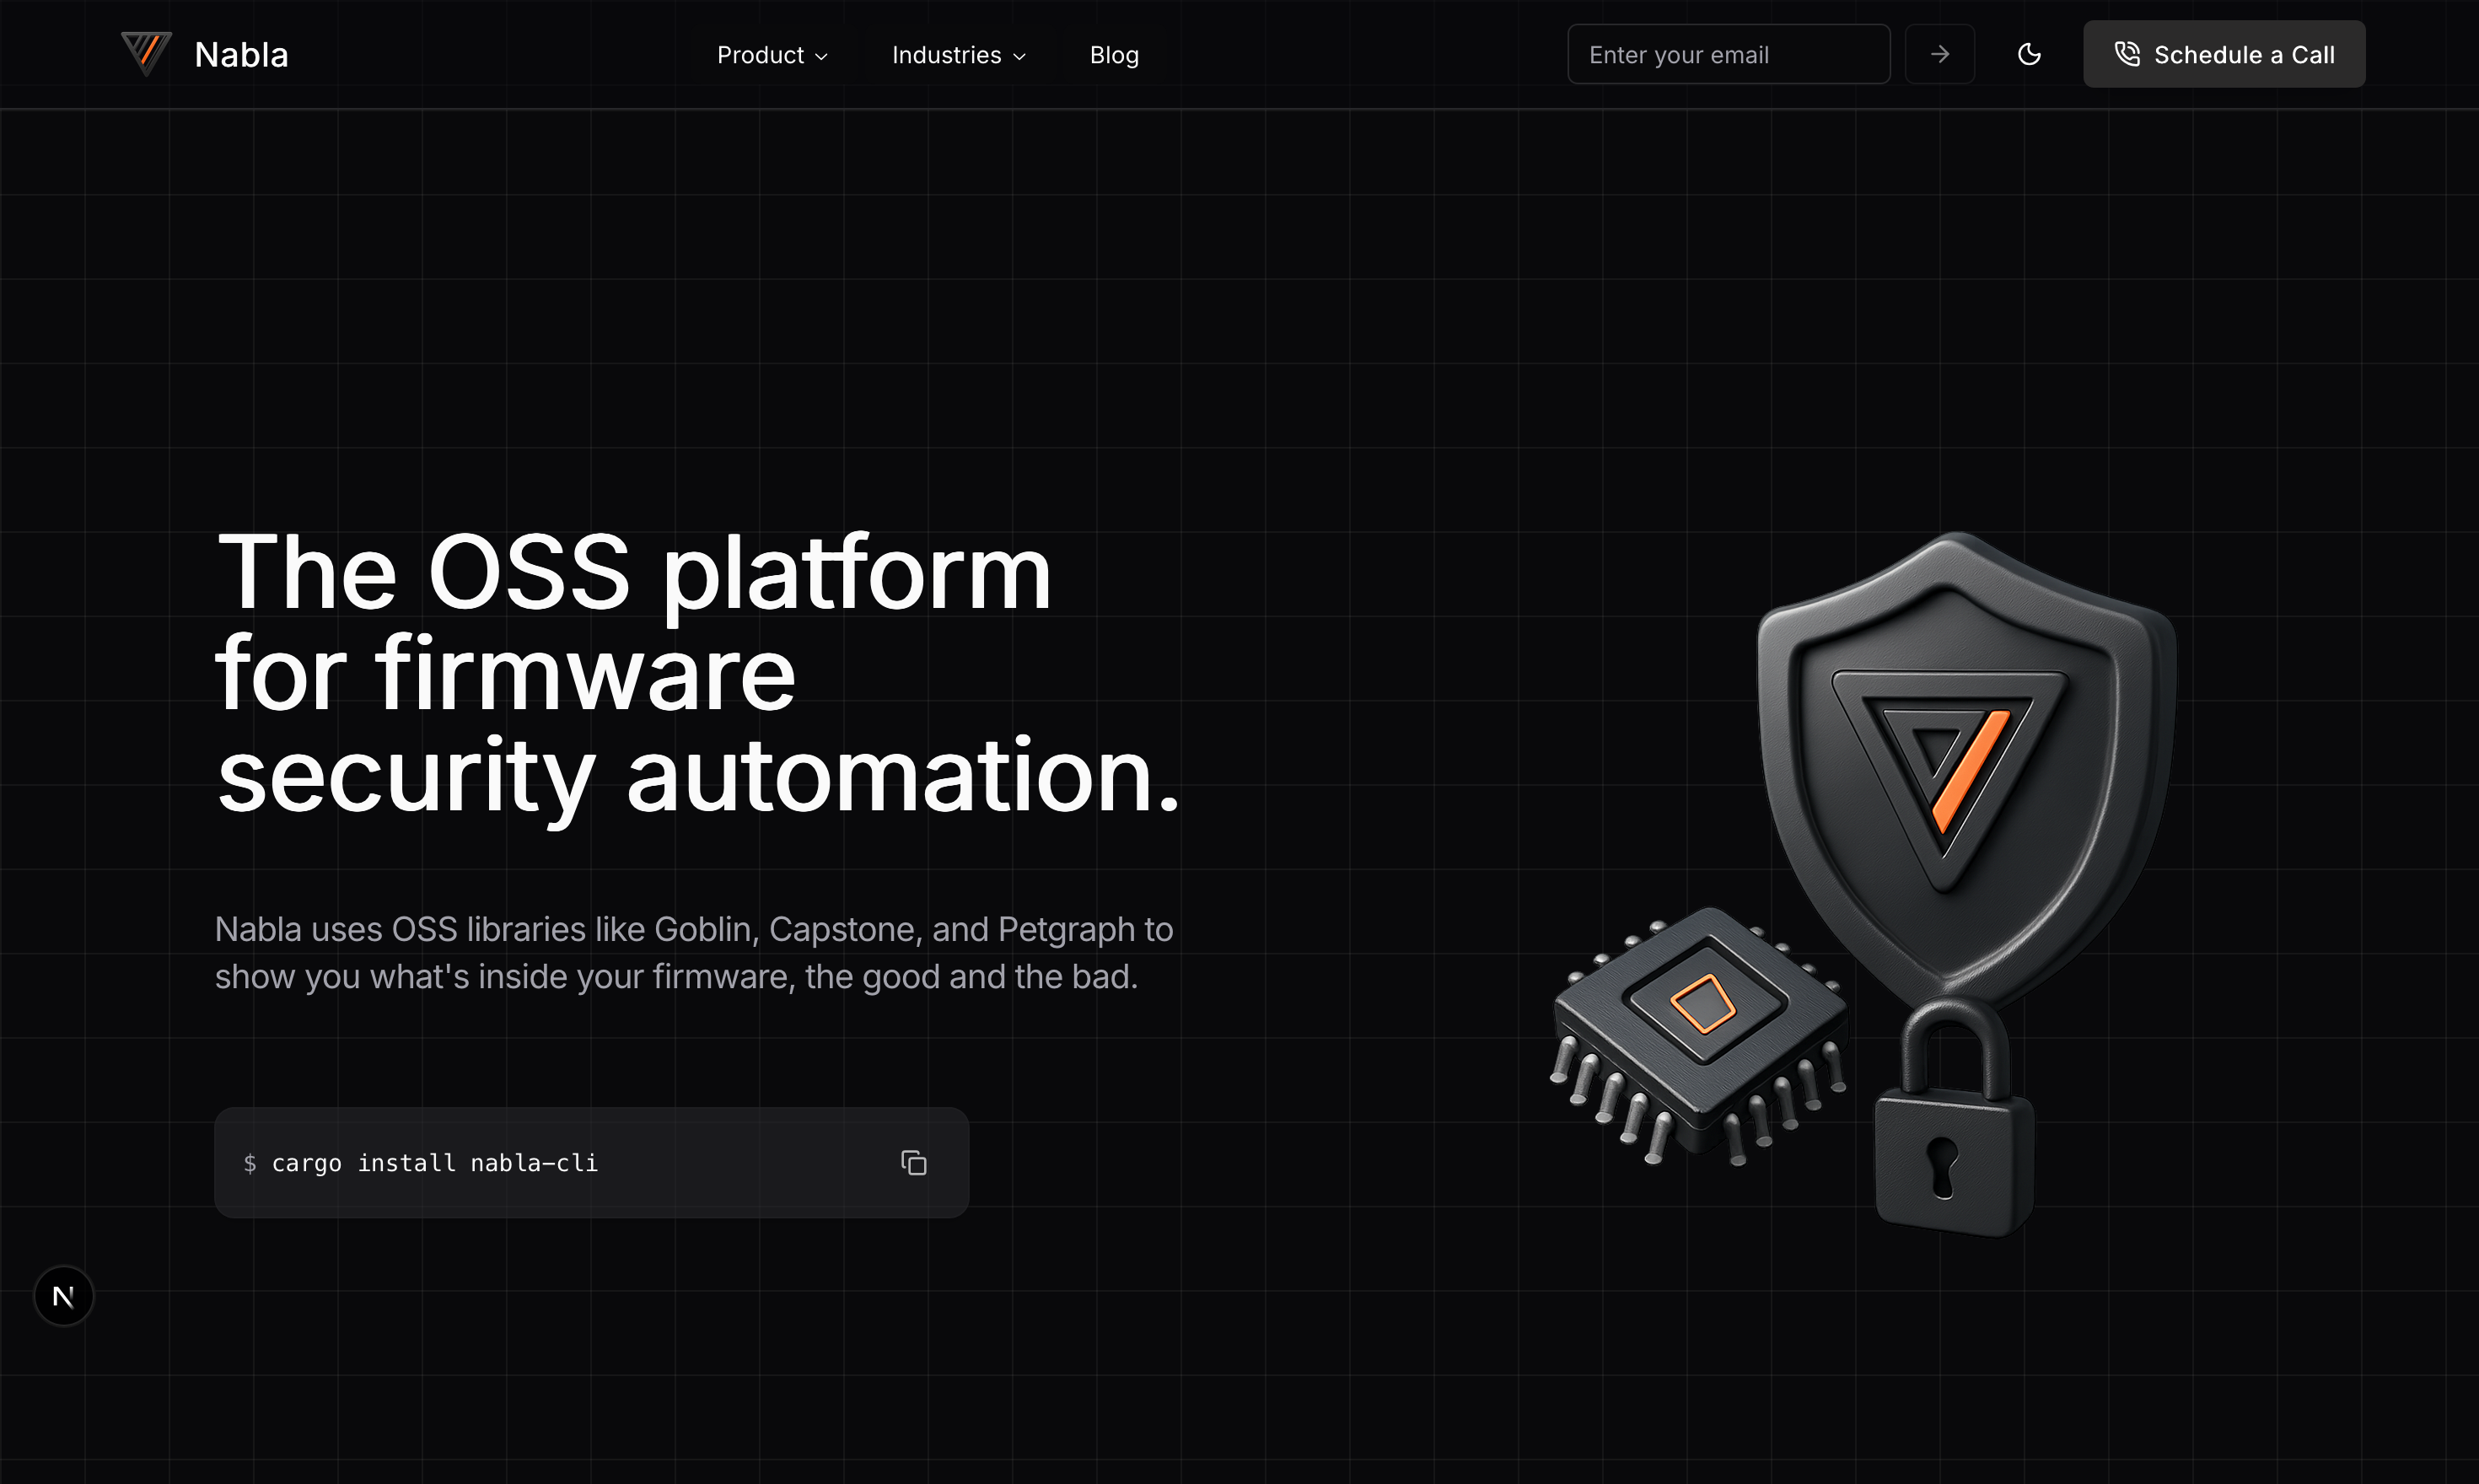 Nabla
Product
Industries
Blog
Enter your email
Schedule a Call
The OSS platform
for firmware
security automation.
Nabla uses OSS libraries like Goblin, Capstone, and Petgraph to
show you what's inside your firmware, the good and the bad.
$ cargo install nabla-cli
N